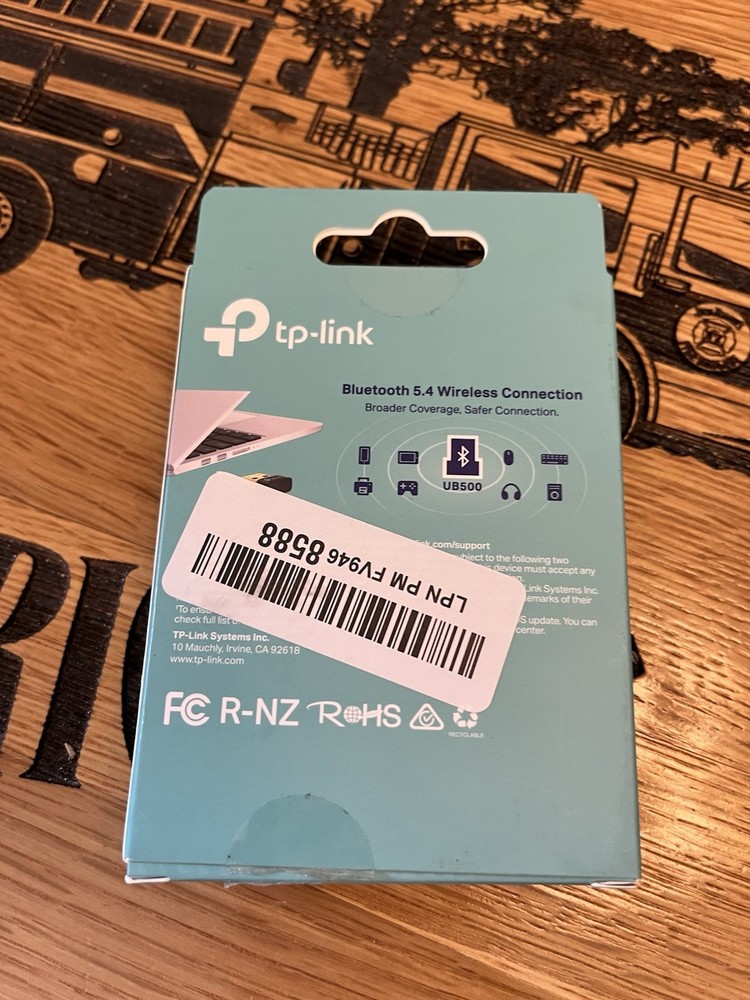 tp-link
Bluetooth 5.4 Wireless Connection
Broader Coverage, Safer Connection.
UB500
link.com/support
subject to the following two
device must accept any
Link Systems Inc.
emarks of their
S update. You can
center.
LPN PM FV946 8588
check full list
TP-Link Systems Inc.
10 Mauchly, Irvine, CA 92618
www.tp-link.com
FC R-NZ RoHS
RECYCLABLE
RI